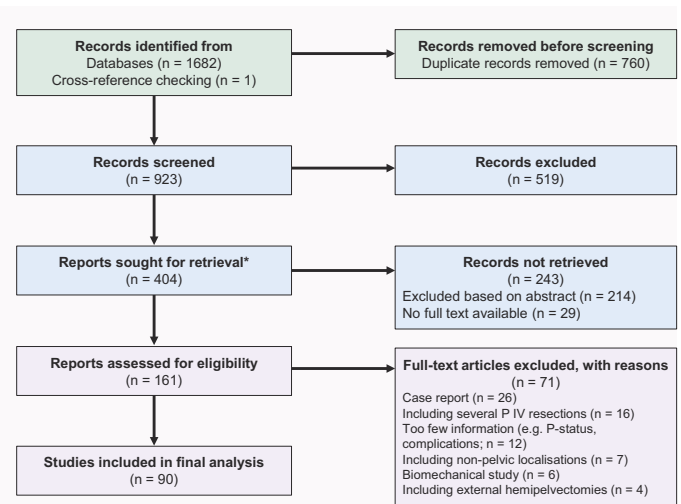 Records identified from
Databases (n = 1682)
Cross-reference checking (n = 1)
Records removed before screening
Duplicate records removed (n = 760)
Records screened
(n = 923)
Records excluded
(n = 519)
Reports sought for retrieval*
(n = 404)
Records not retrieved
(n = 243)
Excluded based on abstract (n = 214)
No full text available (n = 29)
Reports assessed for eligibility
(n = 161)
Full-text articles excluded, with reasons
(n = 71)
Case report (n = 26)
Including several P IV resections (n = 16)
Too few information (e.g. P-status,
complications; n = 12)
Including non-pelvic localisations (n = 7)
Biomechanical study (n = 6)
Including external hemipelvectomies (n = 4)
Studies included in final analysis
(n = 90)